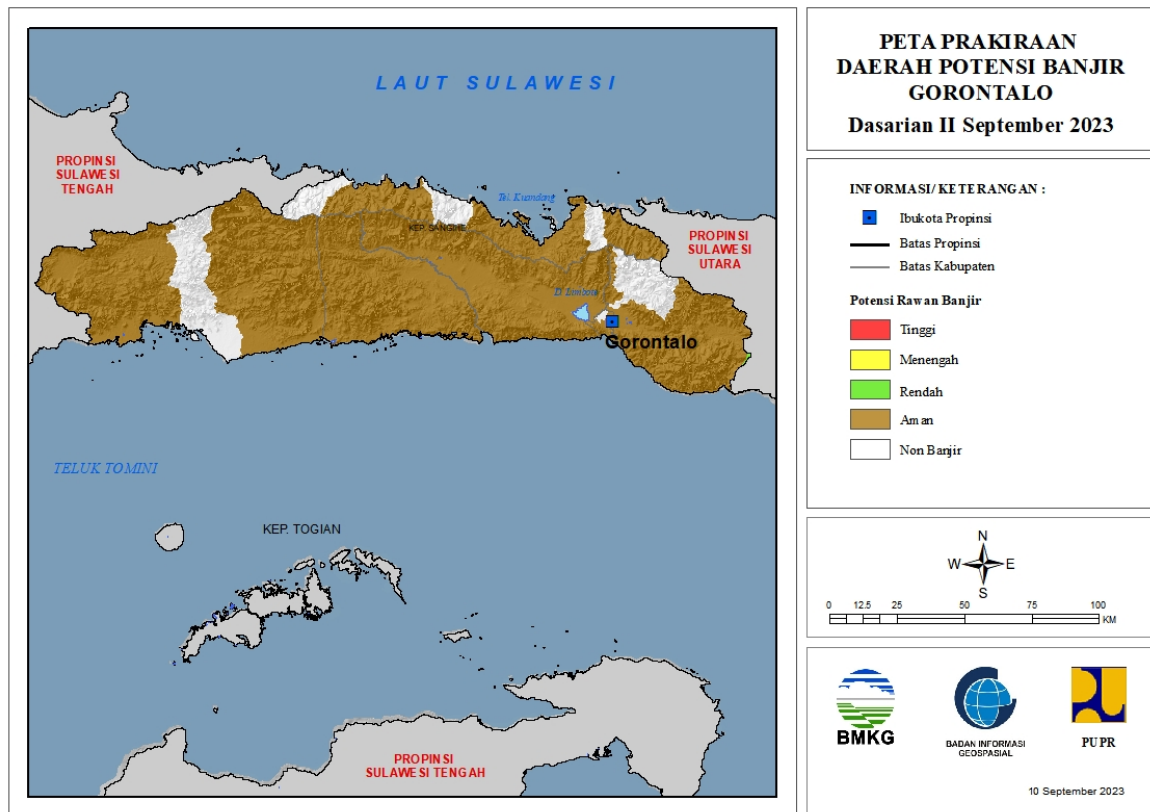 LAUT SULAWESI
PROPINSI
SULAWESI
TENGAH
Tel. Kuandang
KEP. SANGIHE
PROPINSI
SULAWESI
UTARA
D. Limboto
Gorontalo
TELUK TOMINI
KEP. TOGIAN
PROPINSI
SULAWESI TENGAH
PETA PRAKIRAAN
DAERAH POTENSI BANJIR
GORONTALO
Dasarian II September 2023
INFORMASI/ KETERANGAN :
Ibukota Propinsi
Batas Propinsi
Batas Kabupaten
Potensi Rawan Banjir
Tinggi
Menengah
Rendah
Aman
Non Banjir
N
W E
S
0 12.5 25 50 75 100
KM
BMKG
BADAN INFORMASI
GEOSPASIAL
PUPR
10 September 2023